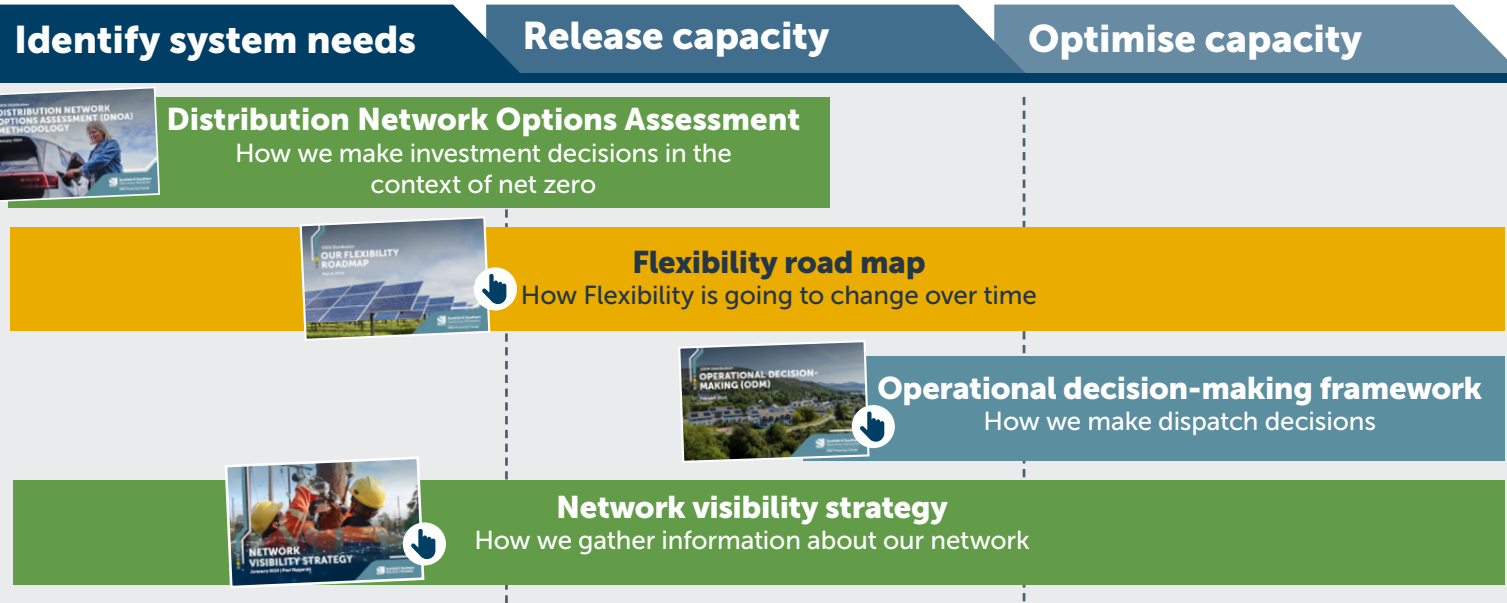 Identify system needs
Release capacity
Optimise capacity
DISTRIBUTION NETWORK
OPTIONS ASSESSMENT (DNOA)
METHODOLOGY
Distribution Network Options Assessment
How we make investment decisions in the
context of net zero
OUR FLEXIBILITY
ROADMAP
Flexibility road map
How Flexibility is going to change over time
OPERATIONAL DECISION-
MAKING (ODM)
Operational decision-making framework
How we make dispatch decisions
NETWORK
VISIBILITY STRATEGY
Network visibility strategy
How we gather information about our network